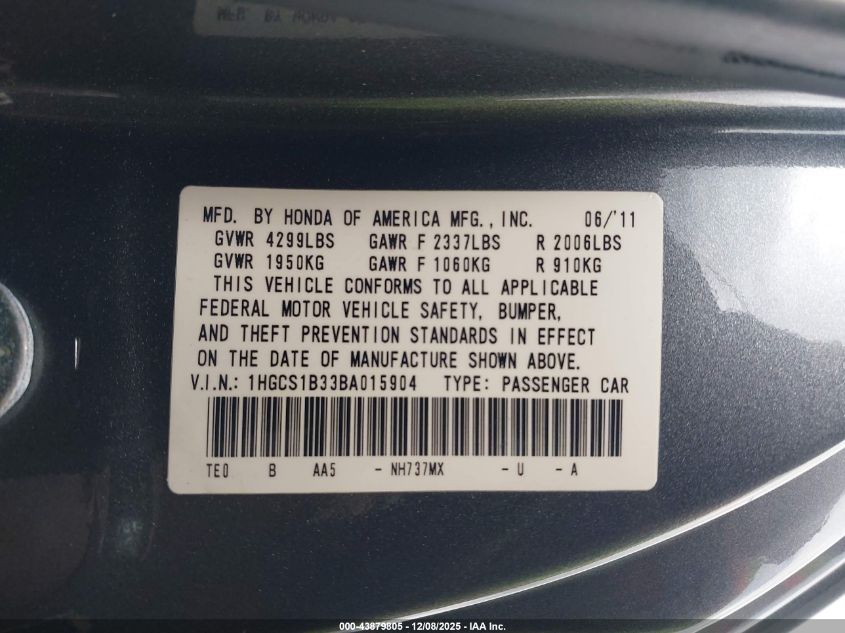 MFD. BY HONDA OF AMERICA MFG., INC. 06/'11
GVWR 4299LBS GAWR F 2337LBS R 2006LBS
GVWR 1950KG GAWR F 1060KG R 910KG
THIS VEHICLE CONFORMS TO ALL APPLICABLE
FEDERAL MOTOR VEHICLE SAFETY, BUMPER,
AND THEFT PREVENTION STANDARDS IN EFFECT
ON THE DATE OF MANUFACTURE SHOWN ABOVE.
V.I.N.: 1HGCS1B33BA015904 TYPE: PASSENGER CAR
TE0 B AA5 - NH737MX - U - A
000-43879805 - 12/08/2025 - IAA Inc.